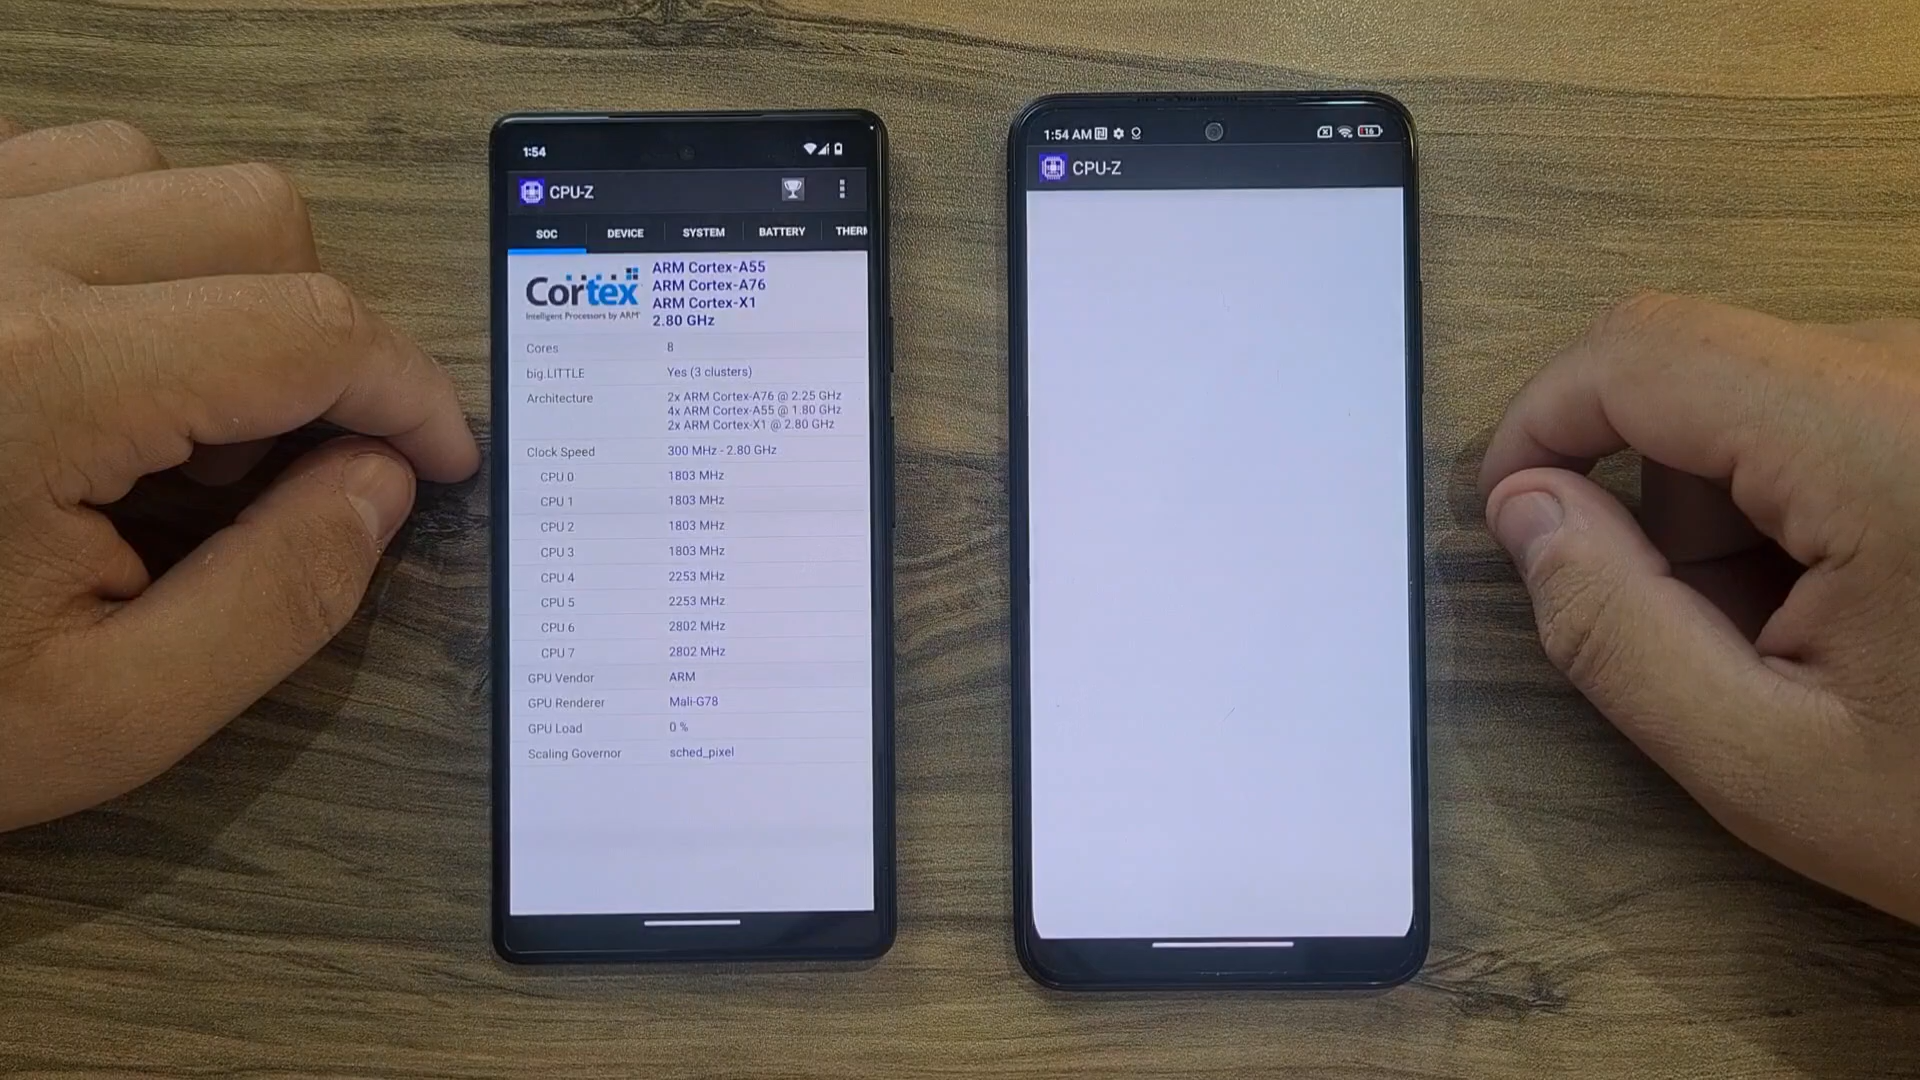 1:54
CPU-Z
SOC DEVICE SYSTEM BATTERY THERM
Cortex
Intelligent Processors by ARM
ARM Cortex-A55
ARM Cortex-A76
ARM Cortex-X1
2.80 GHz
Cores 8
big.LITTLE Yes (3 clusters)
Architecture 2x ARM Cortex-A76 @ 2.25 GHz
4x ARM Cortex-A55 @ 1.80 GHz
2x ARM Cortex-X1 @ 2.80 GHz
Clock Speed 300 MHz - 2.80 GHz
CPU 0 1803 MHz
CPU 1 1803 MHz
CPU 2 1803 MHz
CPU 3 1803 MHz
CPU 4 2253 MHz
CPU 5 2253 MHz
CPU 6 2802 MHz
CPU 7 2802 MHz
GPU Vendor ARM
GPU Renderer Mali-G78
GPU Load 0 %
Scaling Governor sched_pixel
1:54 AM 16
CPU-Z